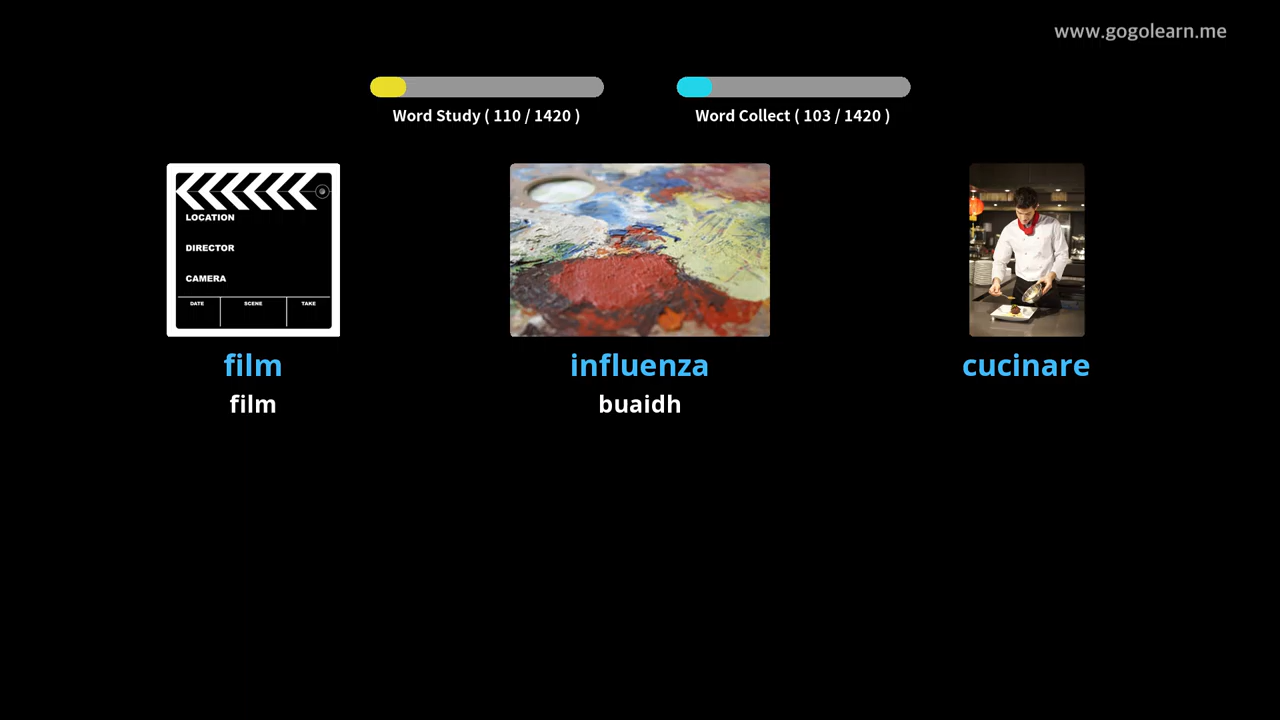 www.gogolearn.me
Word Study ( 110 / 1420 )
Word Collect ( 103 / 1420 )
LOCATION
DIRECTOR
CAMERA
DATE SCENE TAKE
film
influenza
cucinare
film
buaidh